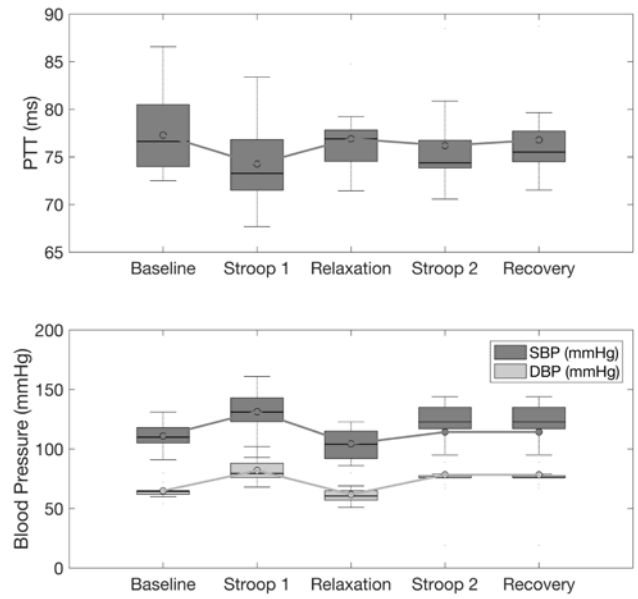 90
85
80
75
70
65
PTT (ms)
Baseline Stroop 1 Relaxation Stroop 2 Recovery
200
150
100
50
0
Blood Pressure (mmHg)
SBP (mmHg)
DBP (mmHg)
Baseline Stroop 1 Relaxation Stroop 2 Recovery